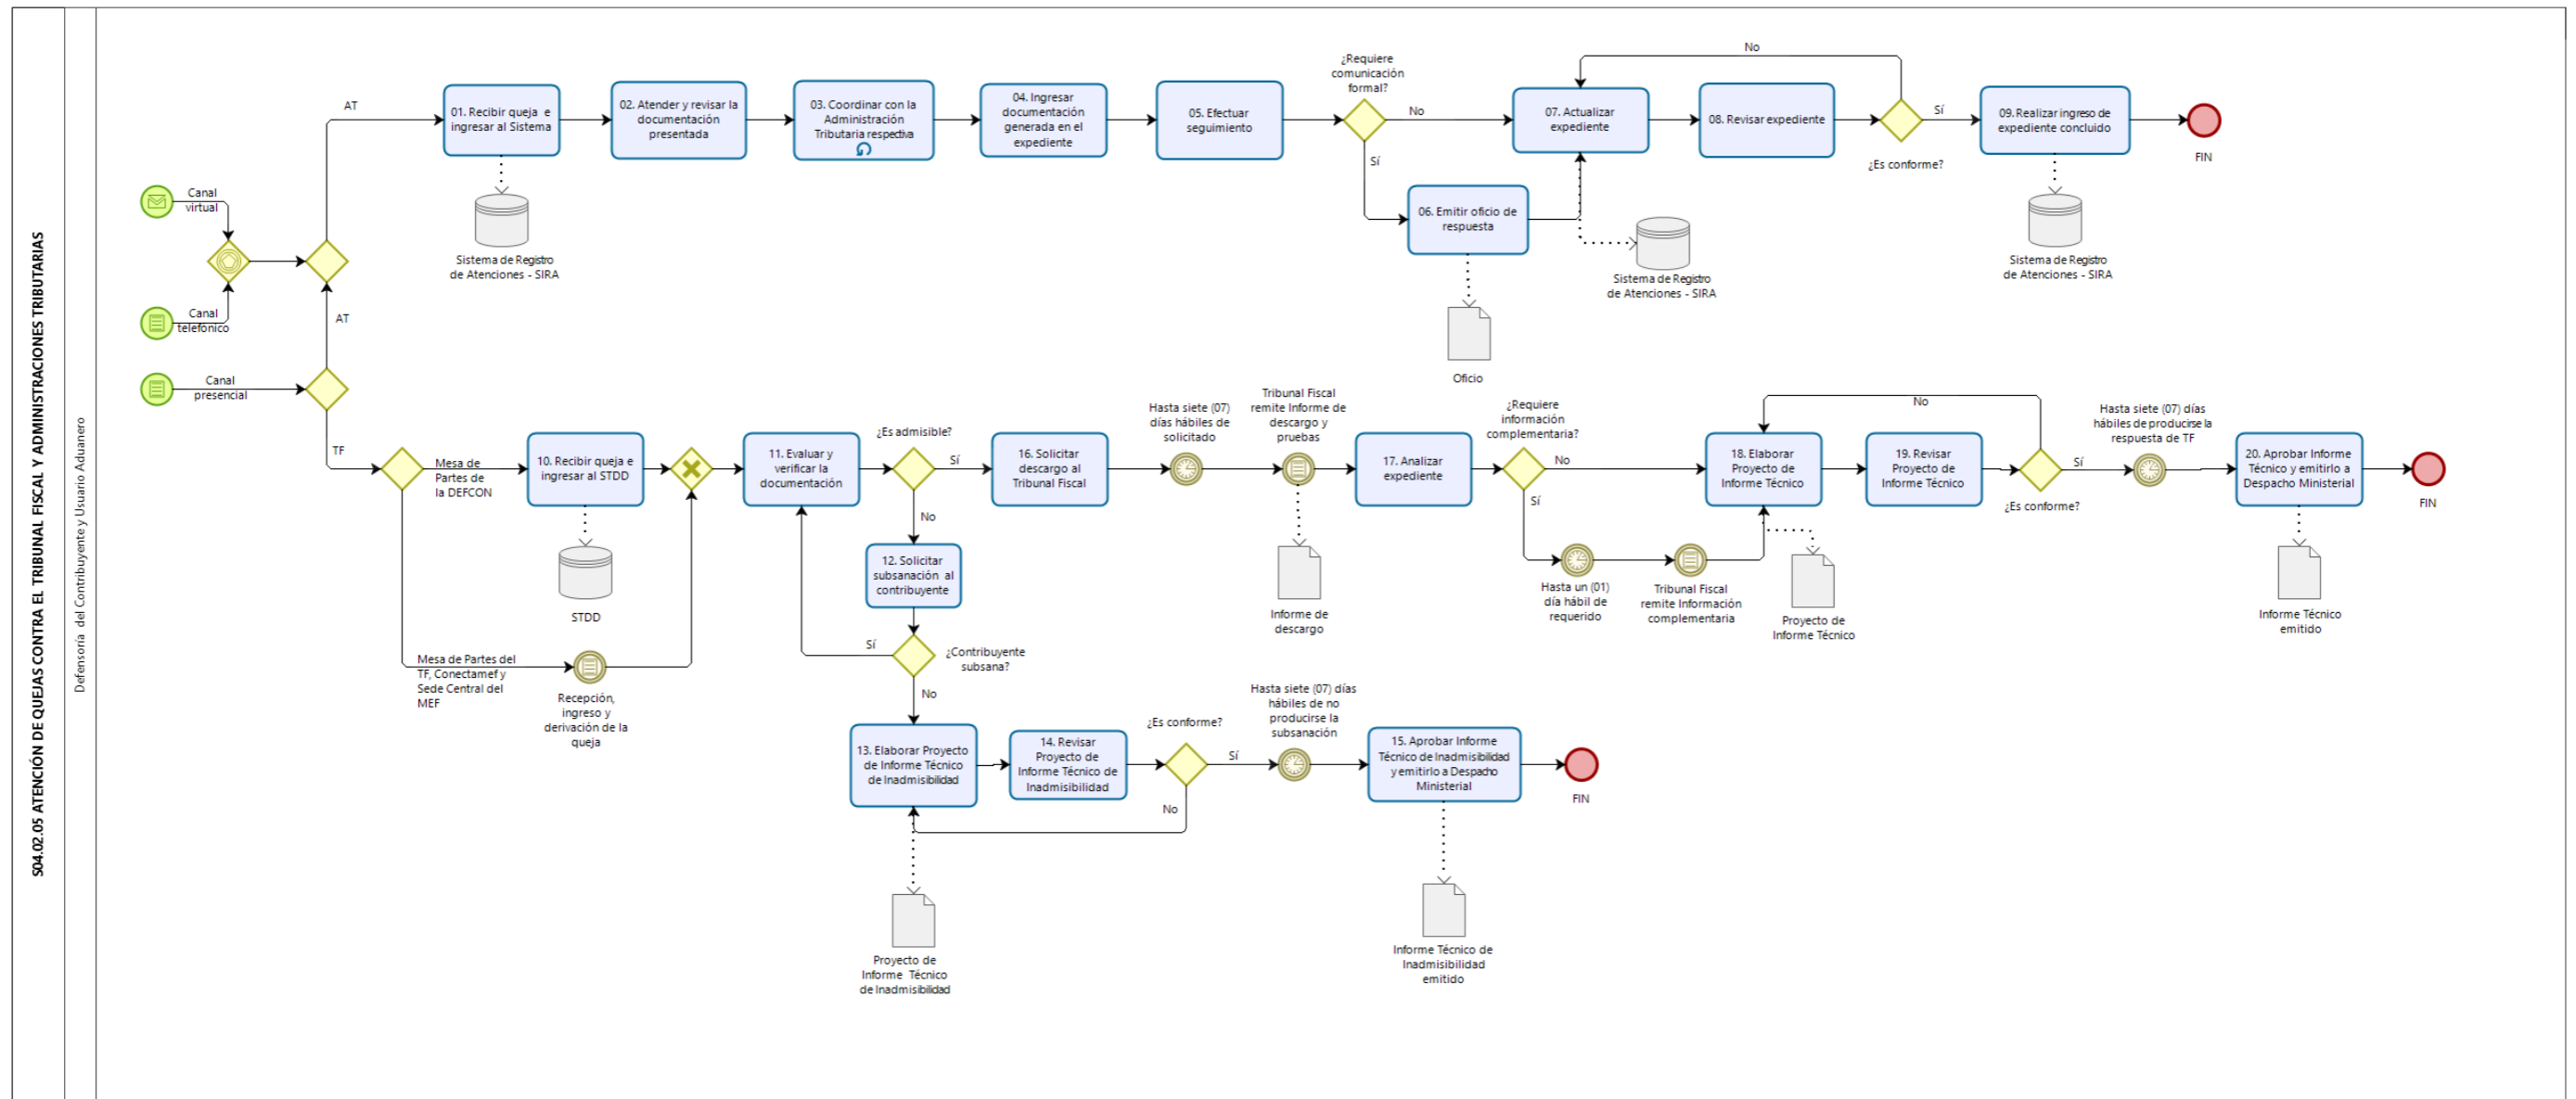 S04.02.05 ATENCIÓN DE QUEJAS CONTRA EL TRIBUNAL FISCAL Y ADMINISTRACIONES TRIBUTARIAS
Defensoría del Contribuyente y Usuario Aduanero
Canal
virtual
Canal
telefónico
Canal
presencial
AT
AT
TF
01. Recibir queja e
ingresar al Sistema
Sistema de Registro
de Atenciones - SIRA
02. Atender y revisar la
documentación
presentada
03. Coordinar con la
Administración
Tributaria respectiva
04. Ingresar
documentación
generada en el
expediente
05. Efectuar
seguimiento
¿Requiere
comunicación
formal?
No
Sí
06. Emitir oficio de
respuesta
Oficio
07. Actualizar
expediente
Sistema de Registro
de Atenciones - SIRA
08. Revisar expediente
No
¿Es conforme?
Sí
09. Realizar ingreso de
expediente concluido
Sistema de Registro
de Atenciones - SIRA
FIN
Mesa de
Partes de
la DEFCON
10. Recibir queja e
ingresar al STDD
STDD
Mesa de Partes del
TF, Conectamef y
Sede Central del
MEF
Recepción,
ingreso y
derivación de la
queja
11. Evaluar y
verificar la
documentación
¿Es admisible?
Sí
No
12. Solicitar
subsanación al
contribuyente
Sí
¿Contribuyente
subsana?
No
13. Elaborar Proyecto
de Informe Técnico
de Inadmisibilidad
Proyecto de
Informe Técnico
de Inadmisibilidad
14. Revisar
Proyecto de
Informe Técnico de
Inadmisibilidad
¿Es conforme?
Sí
No
Hasta siete (07) días
hábiles de no
producirse la
subsanación
15. Aprobar Informe
Técnico de Inadmisibilidad
y emitirlo a Despacho
Ministerial
Informe Técnico de
Inadmisibilidad
emitido
FIN
16. Solicitar
descargo al
Tribunal Fiscal
Hasta siete (07)
días hábiles de
solicitado
Tribunal Fiscal
remite Informe de
descargo y
pruebas
Informe de
descargo
17. Analizar
expediente
¿Requiere
información
complementaria?
No
Sí
Hasta un (01)
día hábil de
requerido
Tribunal Fiscal
remite Información
complementaria
18. Elaborar
Proyecto de
Informe Técnico
Proyecto de
Informe Técnico
19. Revisar
Proyecto de
Informe Técnico
No
¿Es conforme?
Sí
Hasta siete (07) días
hábiles de producirse la
respuesta de TF
20. Aprobar Informe
Técnico y emitirlo a
Despacho Ministerial
Informe Técnico
emitido
FIN